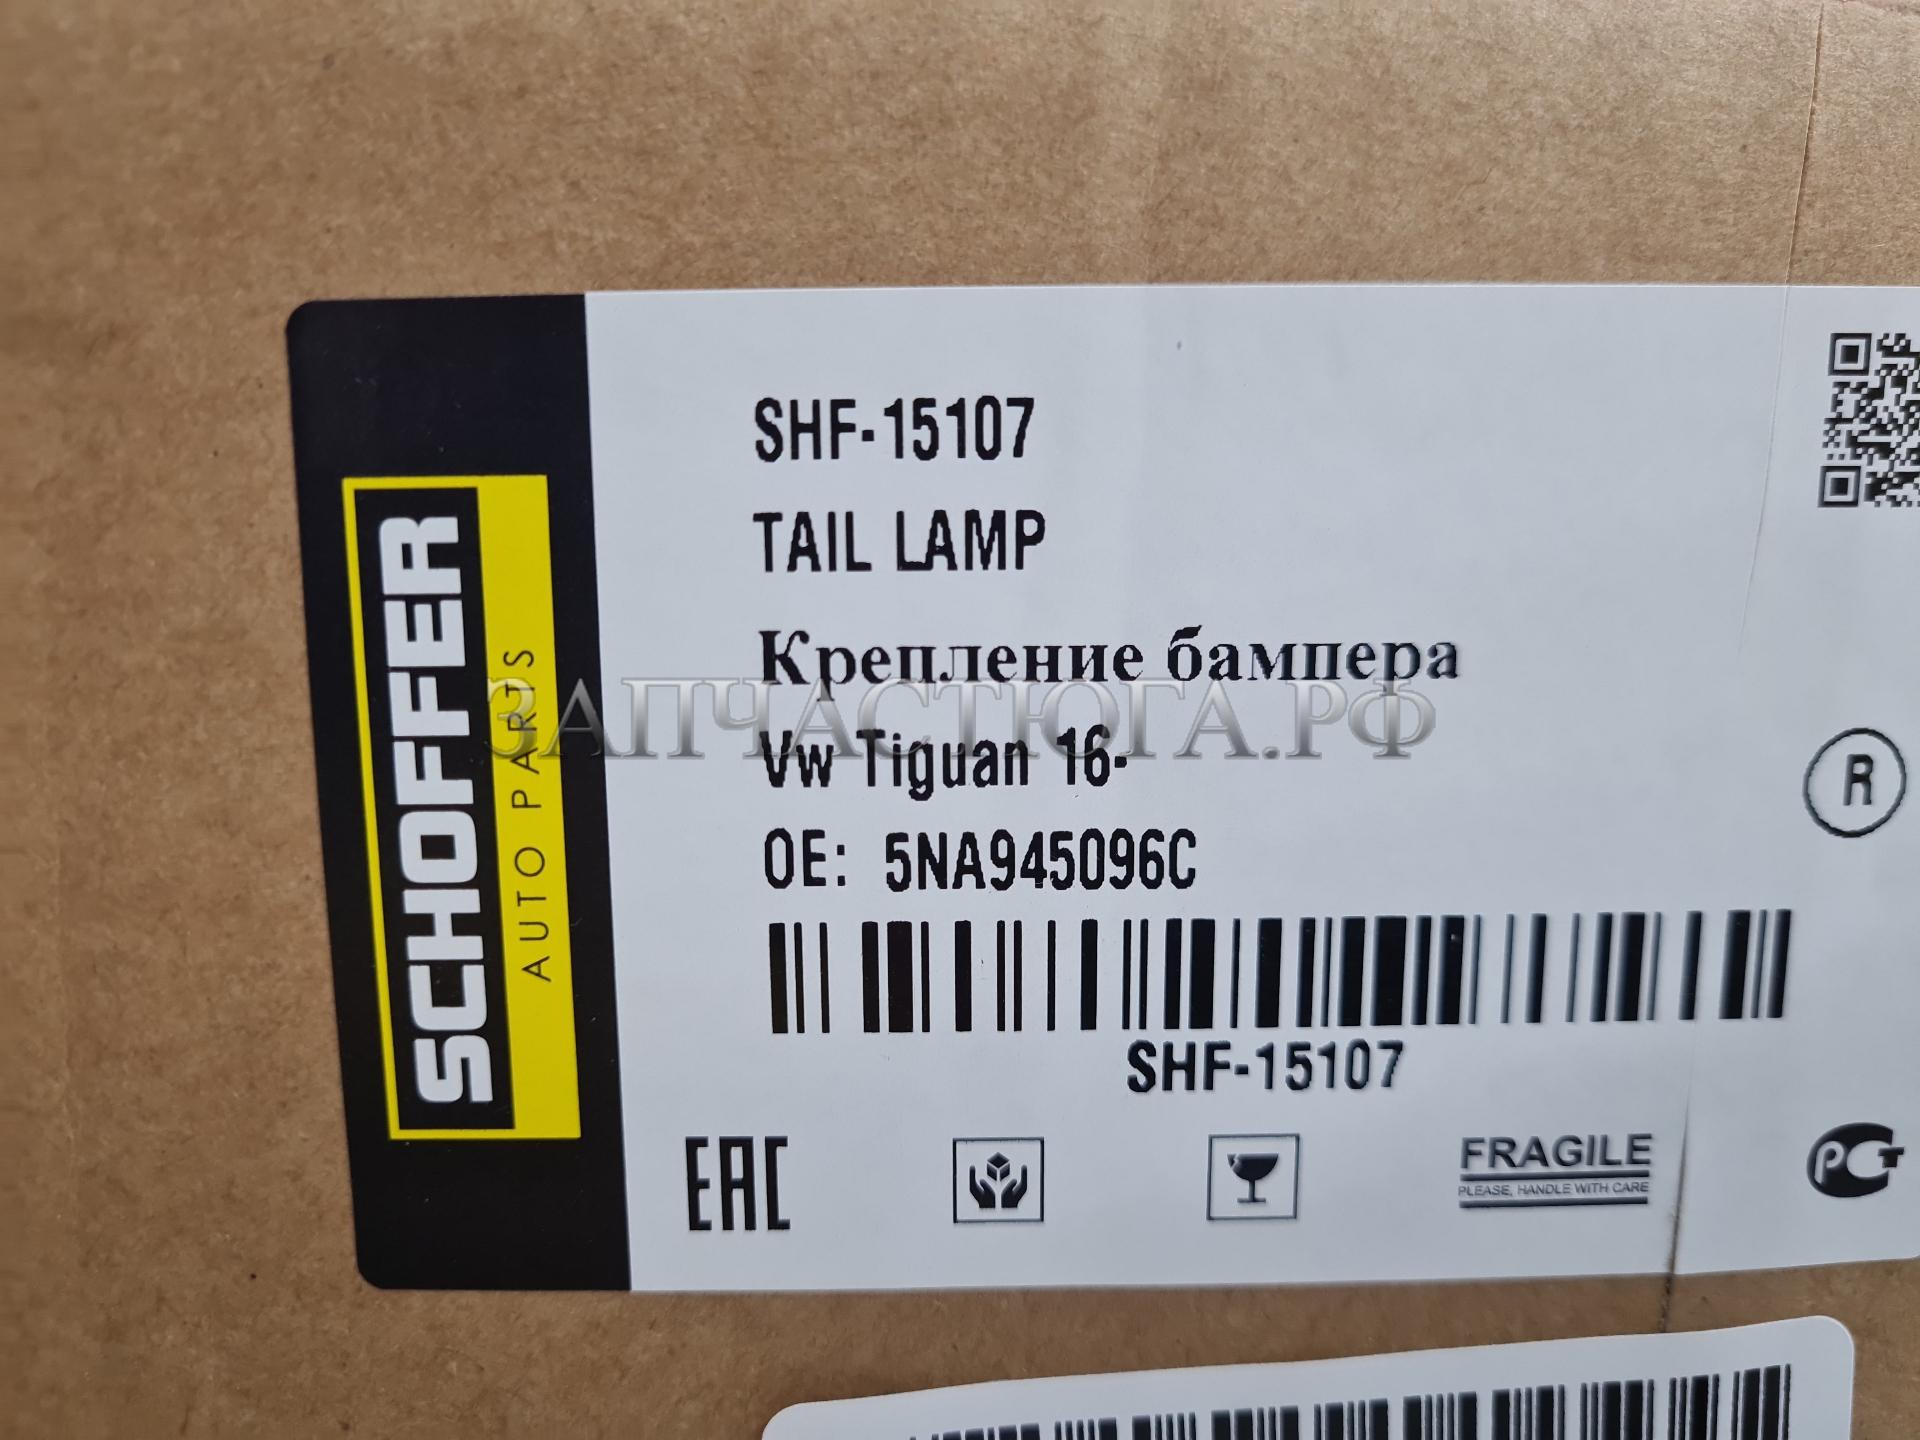 SCHOFFER
AUTO PARTS
SHF-15107
TAIL LAMP
Крепление бампера
ЗАПЧАСТЮГА.РФ
Vw Tiguan 16-
OE: 5NA945096C
R
SHF-15107
EAC
FRAGILE
PLEASE, HANDLE WITH CARE
РСТ